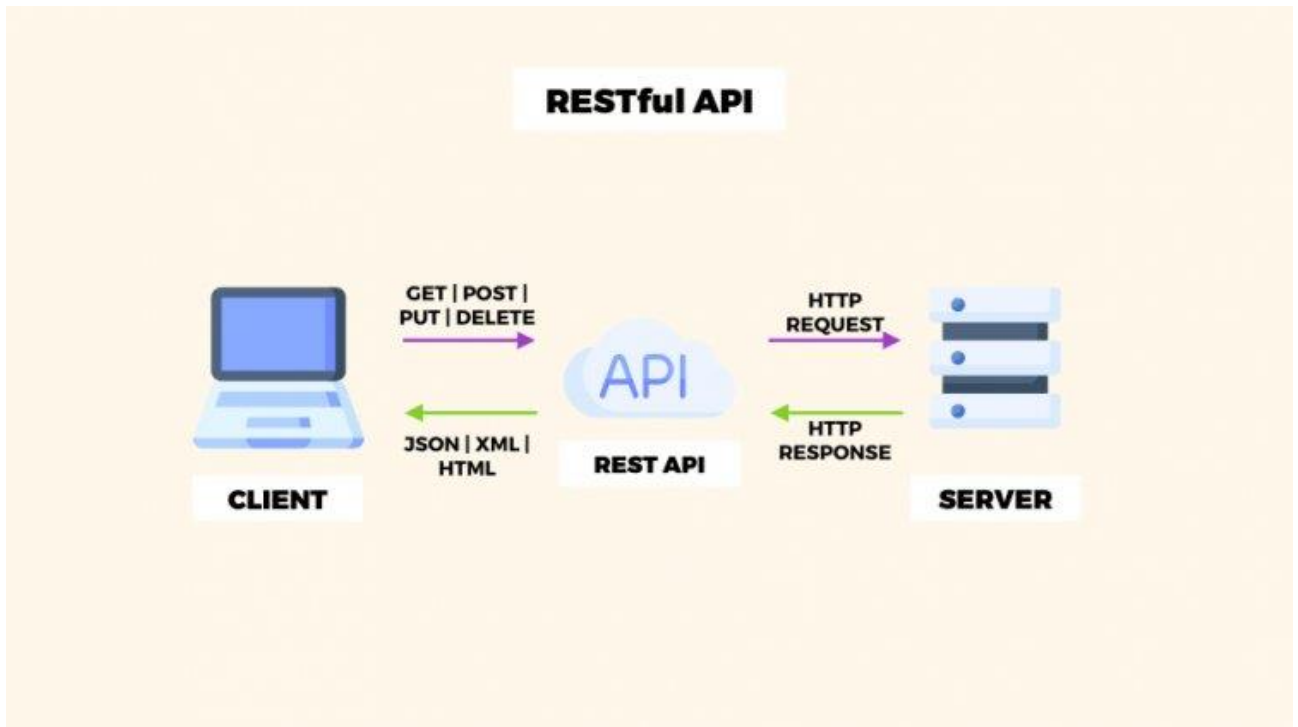 RESTful API
GET | POST |
PUT | DELETE
HTTP
REQUEST
API
JSON | XML |
HTML
HTTP
RESPONSE
REST API
CLIENT
SERVER